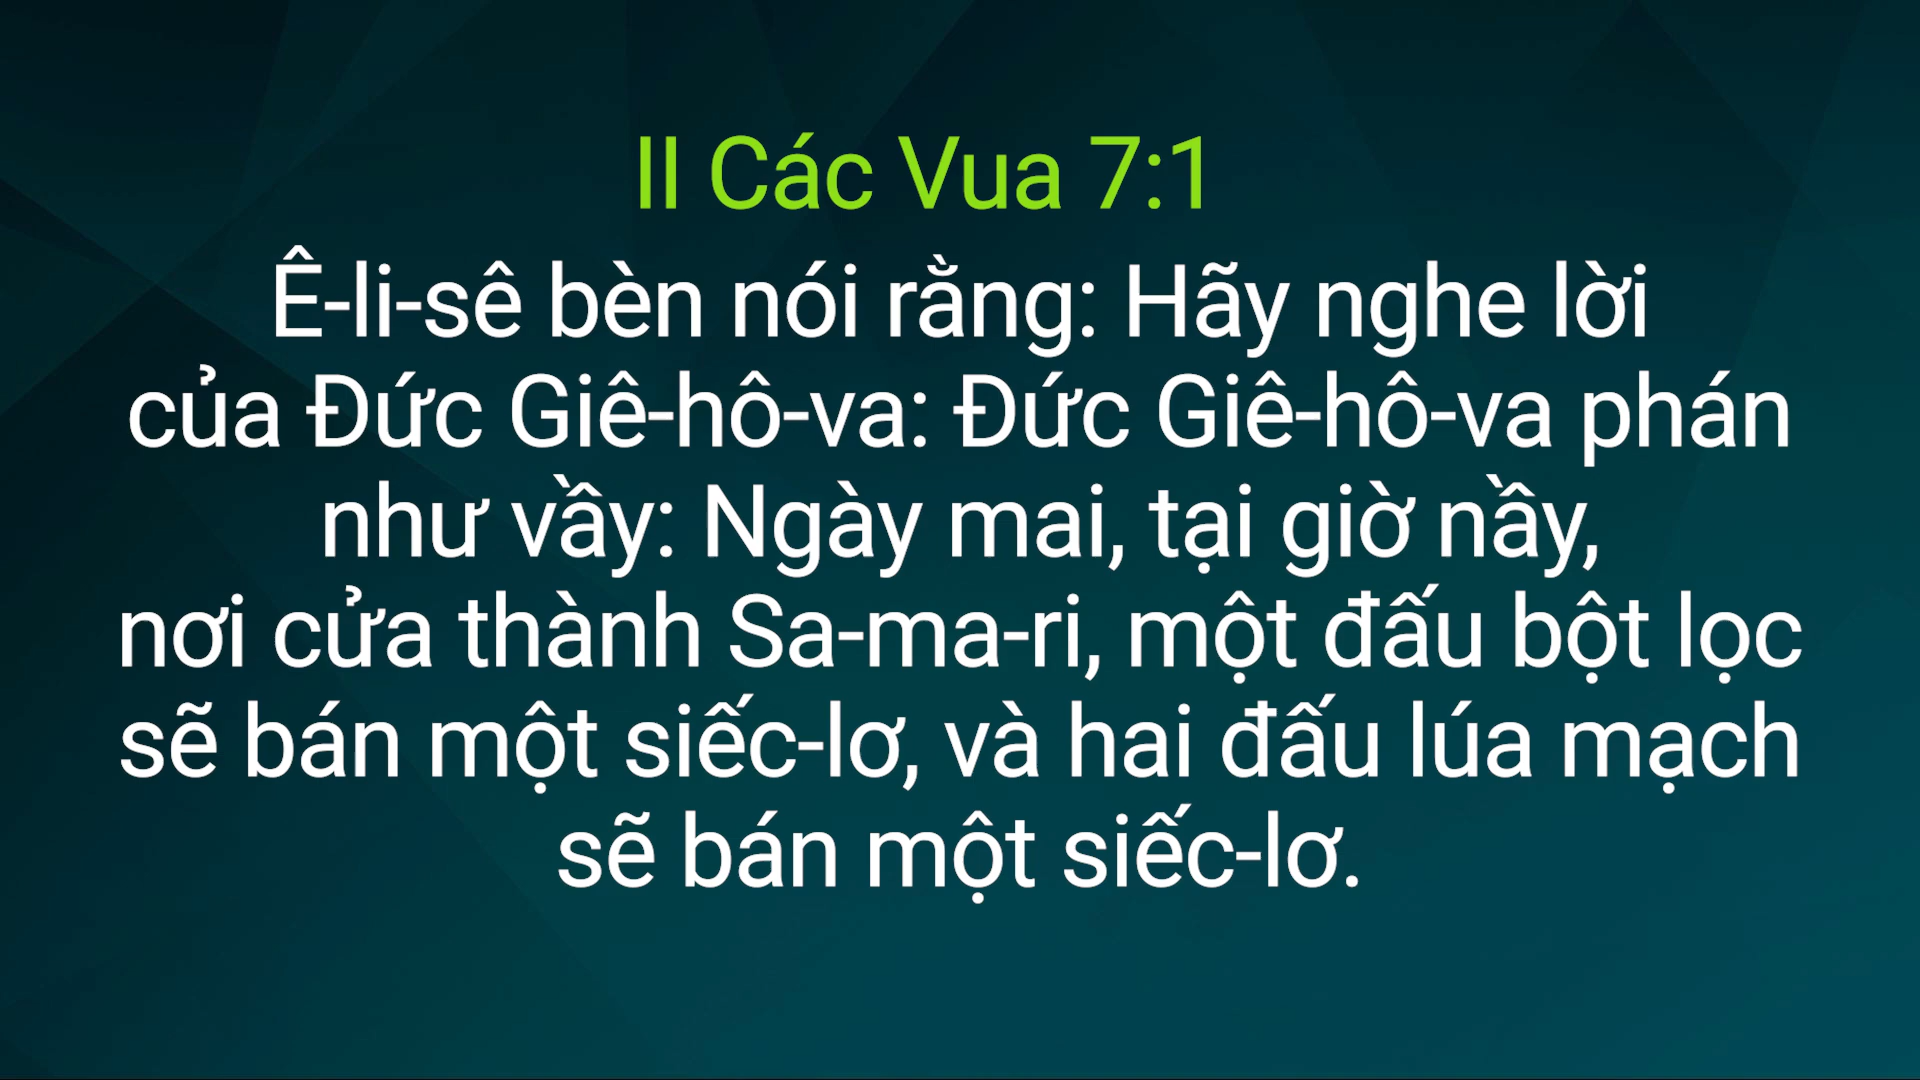 II Các Vua 7:1
Ê-li-sê bèn nói rằng: Hãy nghe lời
của Đức Giê-hô-va: Đức Giê-hô-va phán
như vầy: Ngày mai, tại giờ nầy,
nơi cửa thành Sa-ma-ri, một đấu bột lọc
sẽ bán một siếc-lơ, và hai đấu lúa mạch
sẽ bán một siếc-lơ.